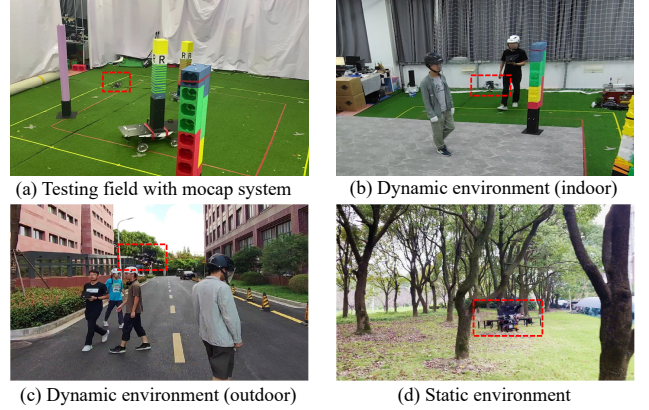 R R
(a) Testing field with mocap system
(b) Dynamic environment (indoor)
(c) Dynamic environment (outdoor)
(d) Static environment